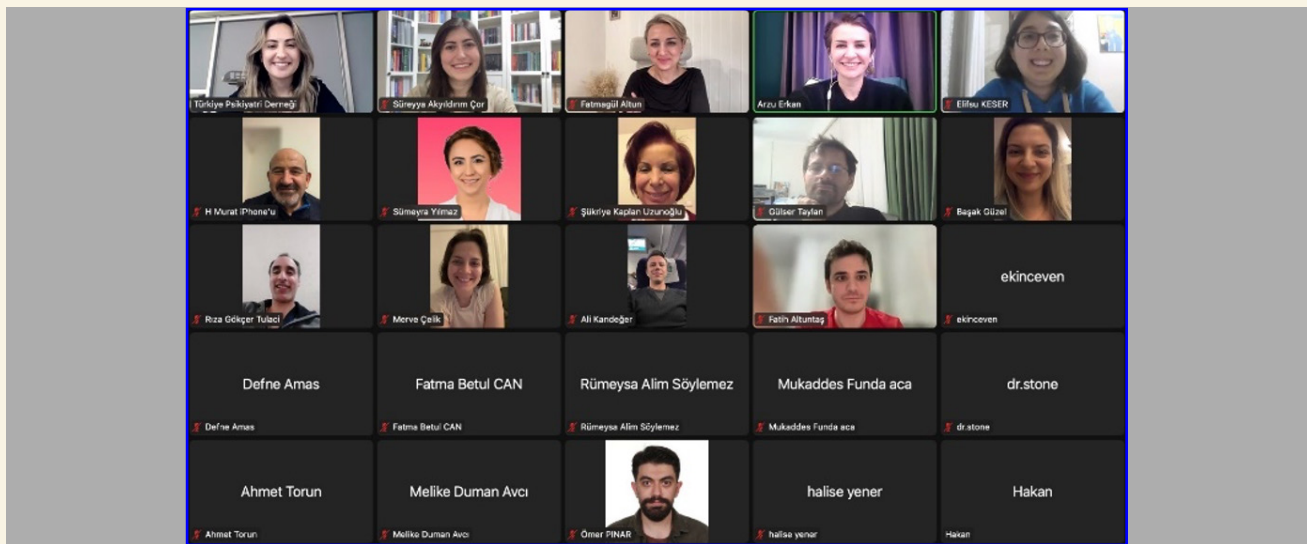 Türkiye Psikiyatri Derneği
Süreyya Akyıldırım Çor
Fatmagül Altun
Arzu Erkan
Elifsu KESER
H Murat iPhone'u
Sümeyra Yılmaz
Şükriye Kaplan Uzunoğlu
Gülser Taylan
Başak Güzel
Rıza Gökçer Tulaci
Merve Çelik
Ali Kandeğer
Fatih Altuntaş
ekinceven
ekinceven
Defne Amas
Fatma Betul CAN
Rümeysa Alim Söylemez
Mukaddes Funda aca
dr.stone
Defne Amas
Fatma Betul CAN
Rümeysa Alim Söylemez
Mukaddes Funda aca
dr.stone
Ahmet Torun
Melike Duman Avcı
halise yener
Hakan
Ahmet Torun
Melike Duman Avcı
Ömer PINAR
halise yener
Hakan